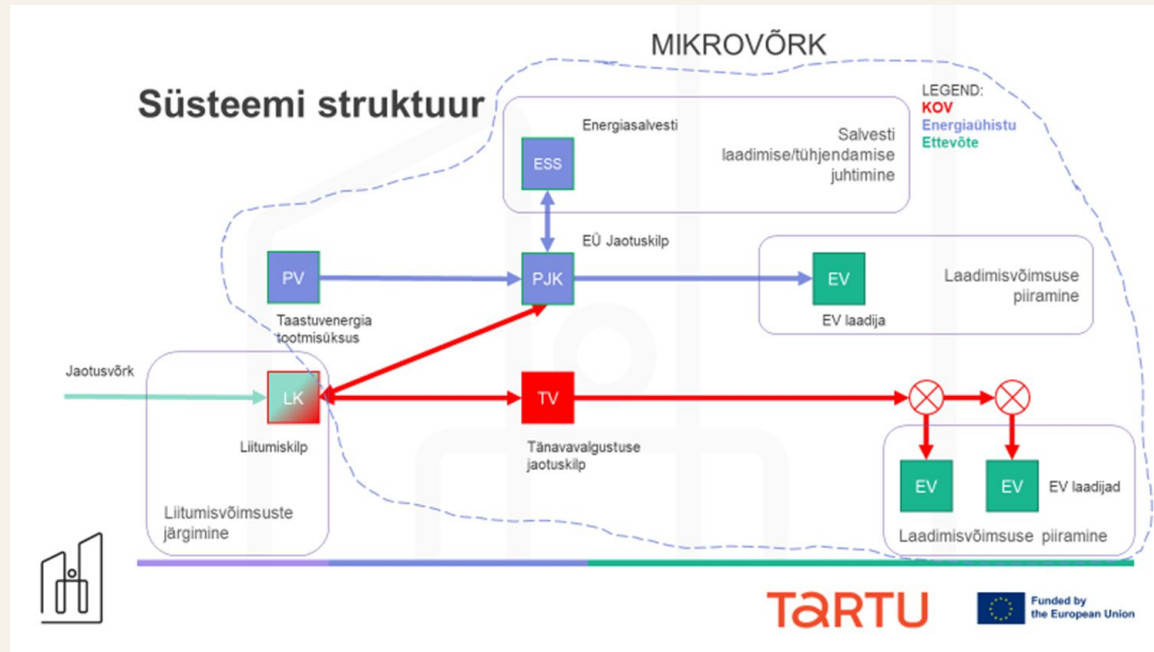 MIKROVÕRK
Süsteemi struktuur
LEGEND:
KOV
Energiaühistu
Ettevõte
Energiasalvesti
Salvesti
laadimise/tühjendamise
juhtimine
ESS
EÜ Jaotuskilp
PV
PJK
EV
Laadimisvõimsuse
piiramine
Taastuvenergia
tootmisüksus
EV laadija
Jaotusvõrk
LK
TV
Liitumiskilp
Tänavavalgustuse
jaotuskilp
EV
EV
EV laadijad
Liitumisvõimsuste
järgimine
Laadimisvõimsuse piiramine
TARTU
Funded by
the European Union